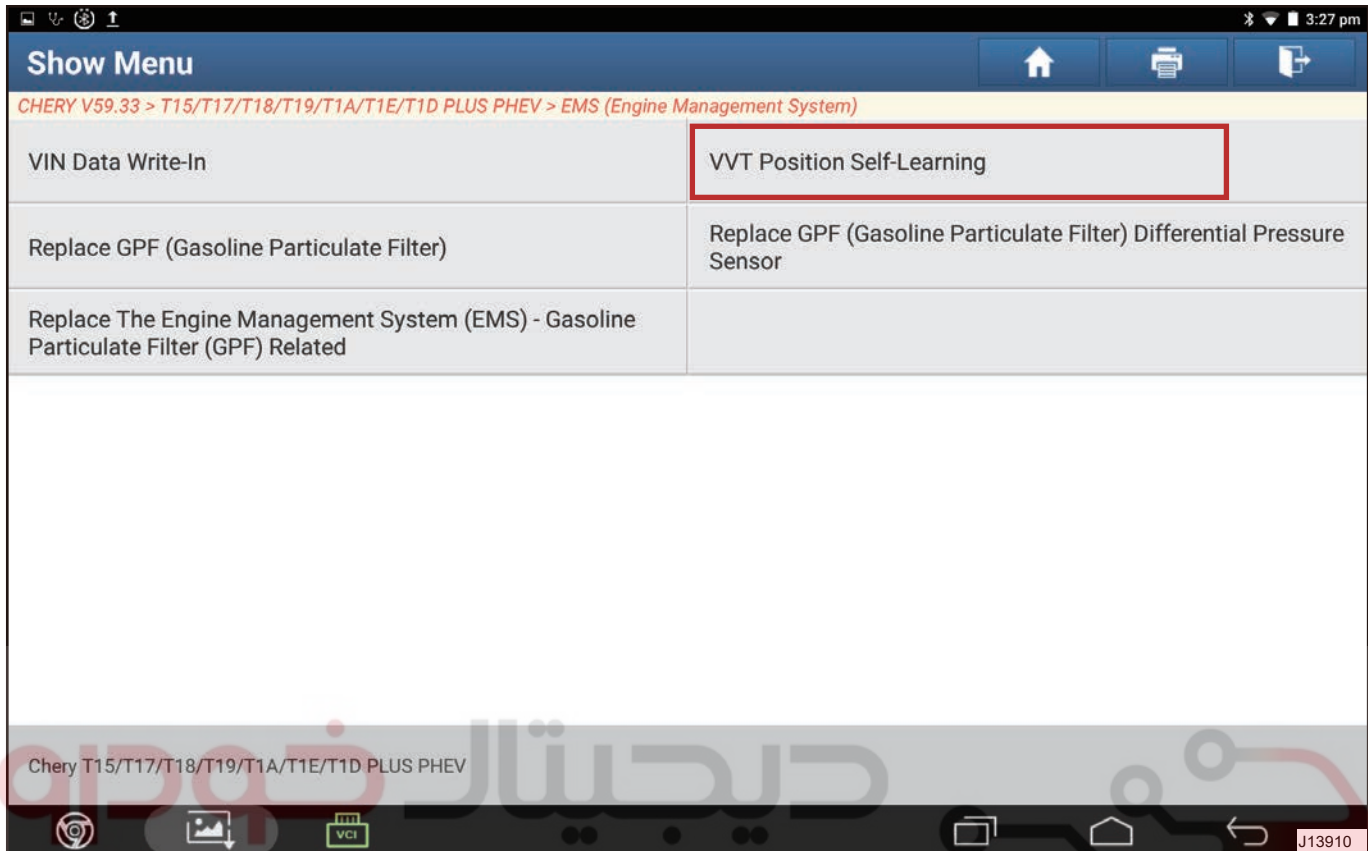 3:27 pm
Show Menu
CHERY V59.33 > T15/T17/T18/T19/T1A/T1E/T1D PLUS PHEV > EMS (Engine Management System)
VIN Data Write-In
VVT Position Self-Learning
Replace GPF (Gasoline Particulate Filter)
Replace GPF (Gasoline Particulate Filter) Differential Pressure
Sensor
Replace The Engine Management System (EMS) - Gasoline
Particulate Filter (GPF) Related
Chery T15/T17/T18/T19/T1A/T1E/T1D PLUS PHEV
دیجیتال خودرو
VCI
J13910